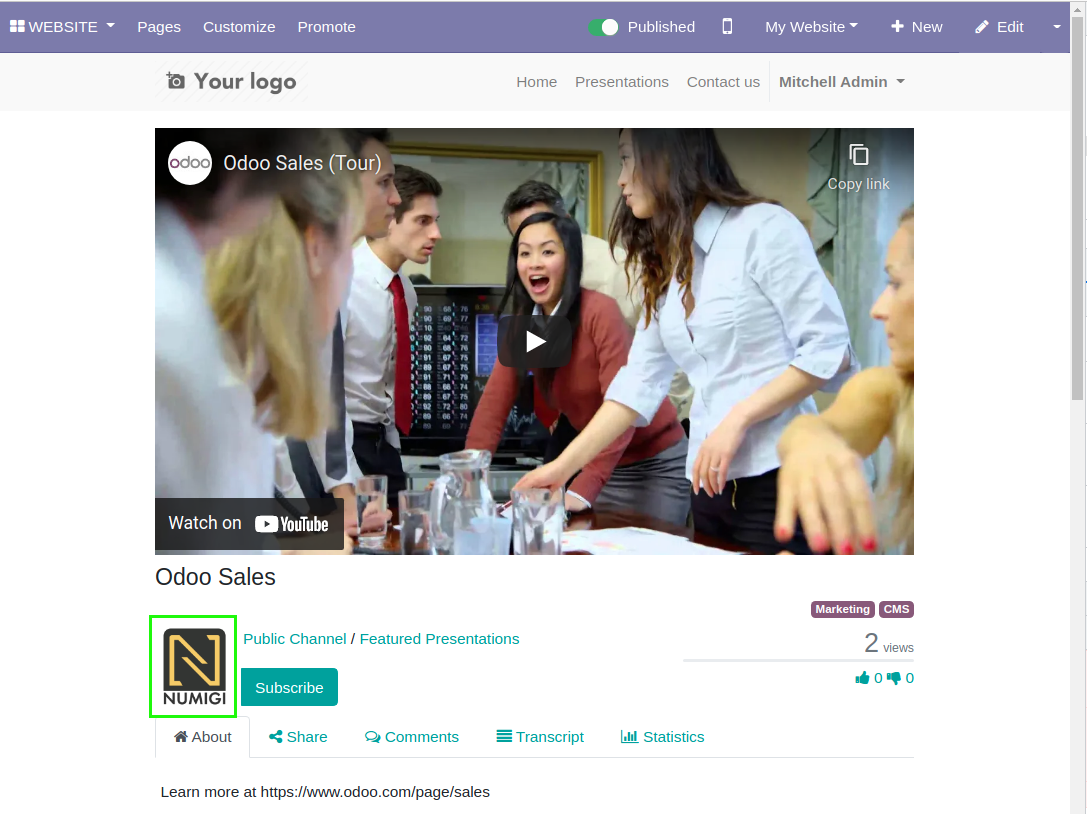 WEBSITE Pages Customize Promote Published My Website New Edit
Your logo Home Presentations Contact us Mitchell Admin
odoo Odoo Sales (Tour)
Copy link
Watch on YouTube
Odoo Sales
Marketing CMS
Public Channel / Featured Presentations
2 views
NUMIGI
Subscribe
0 0
About Share Comments Transcript Statistics
Learn more at https://www.odoo.com/page/sales